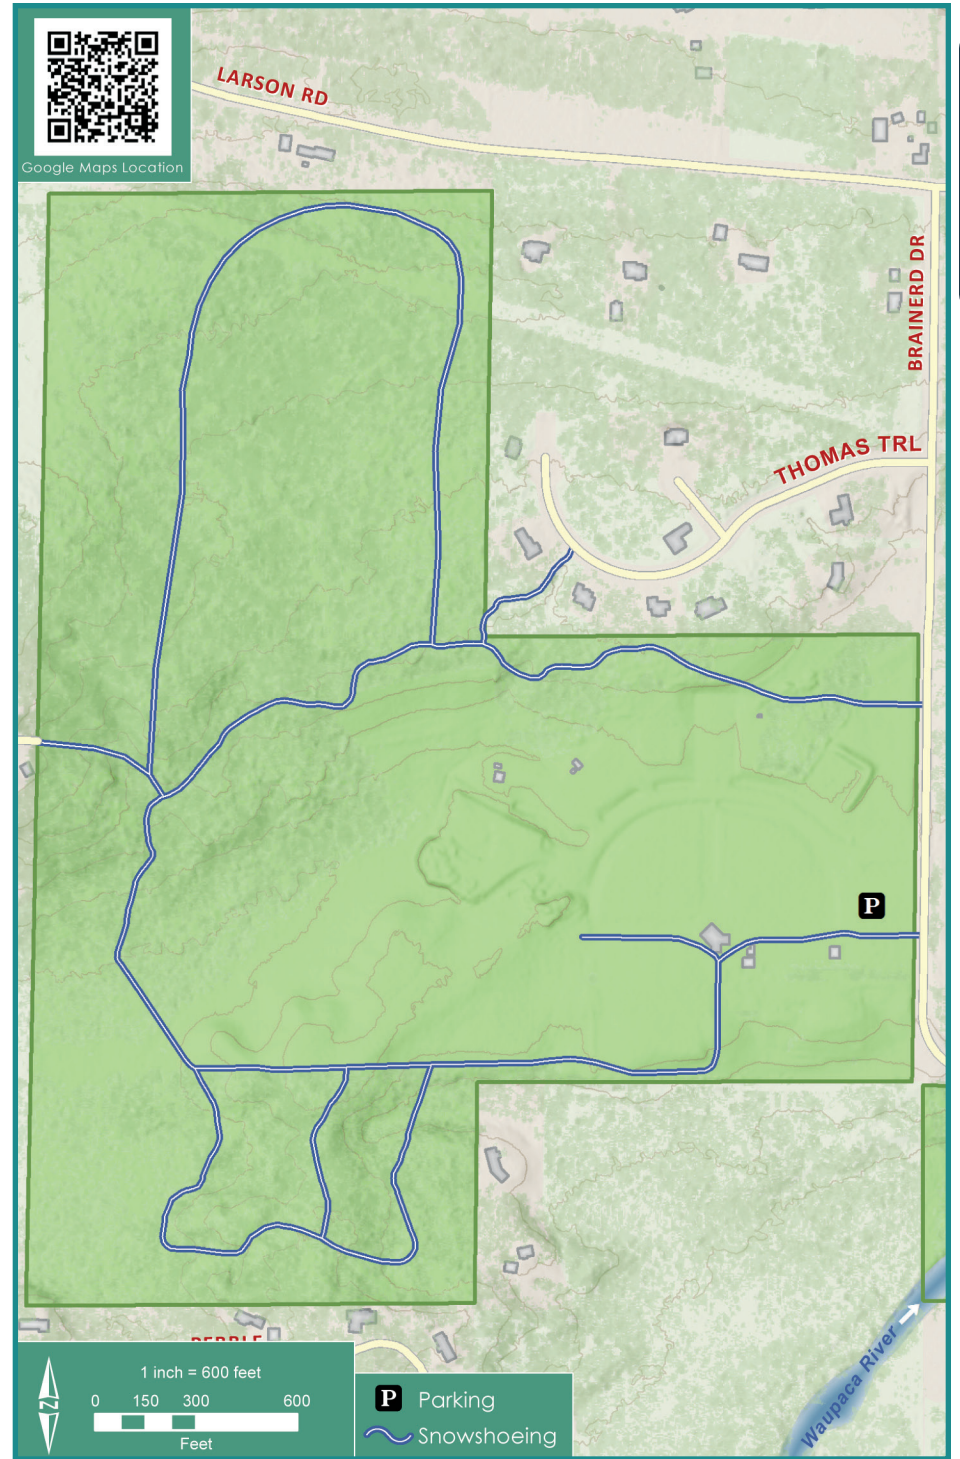 Google Maps Location
LARSON RD
BRAINERD DR
THOMAS TRL
P
Waupaca River
1 inch = 600 feet
N
0 150 300 600
Feet
P Parking
Snowshoeing